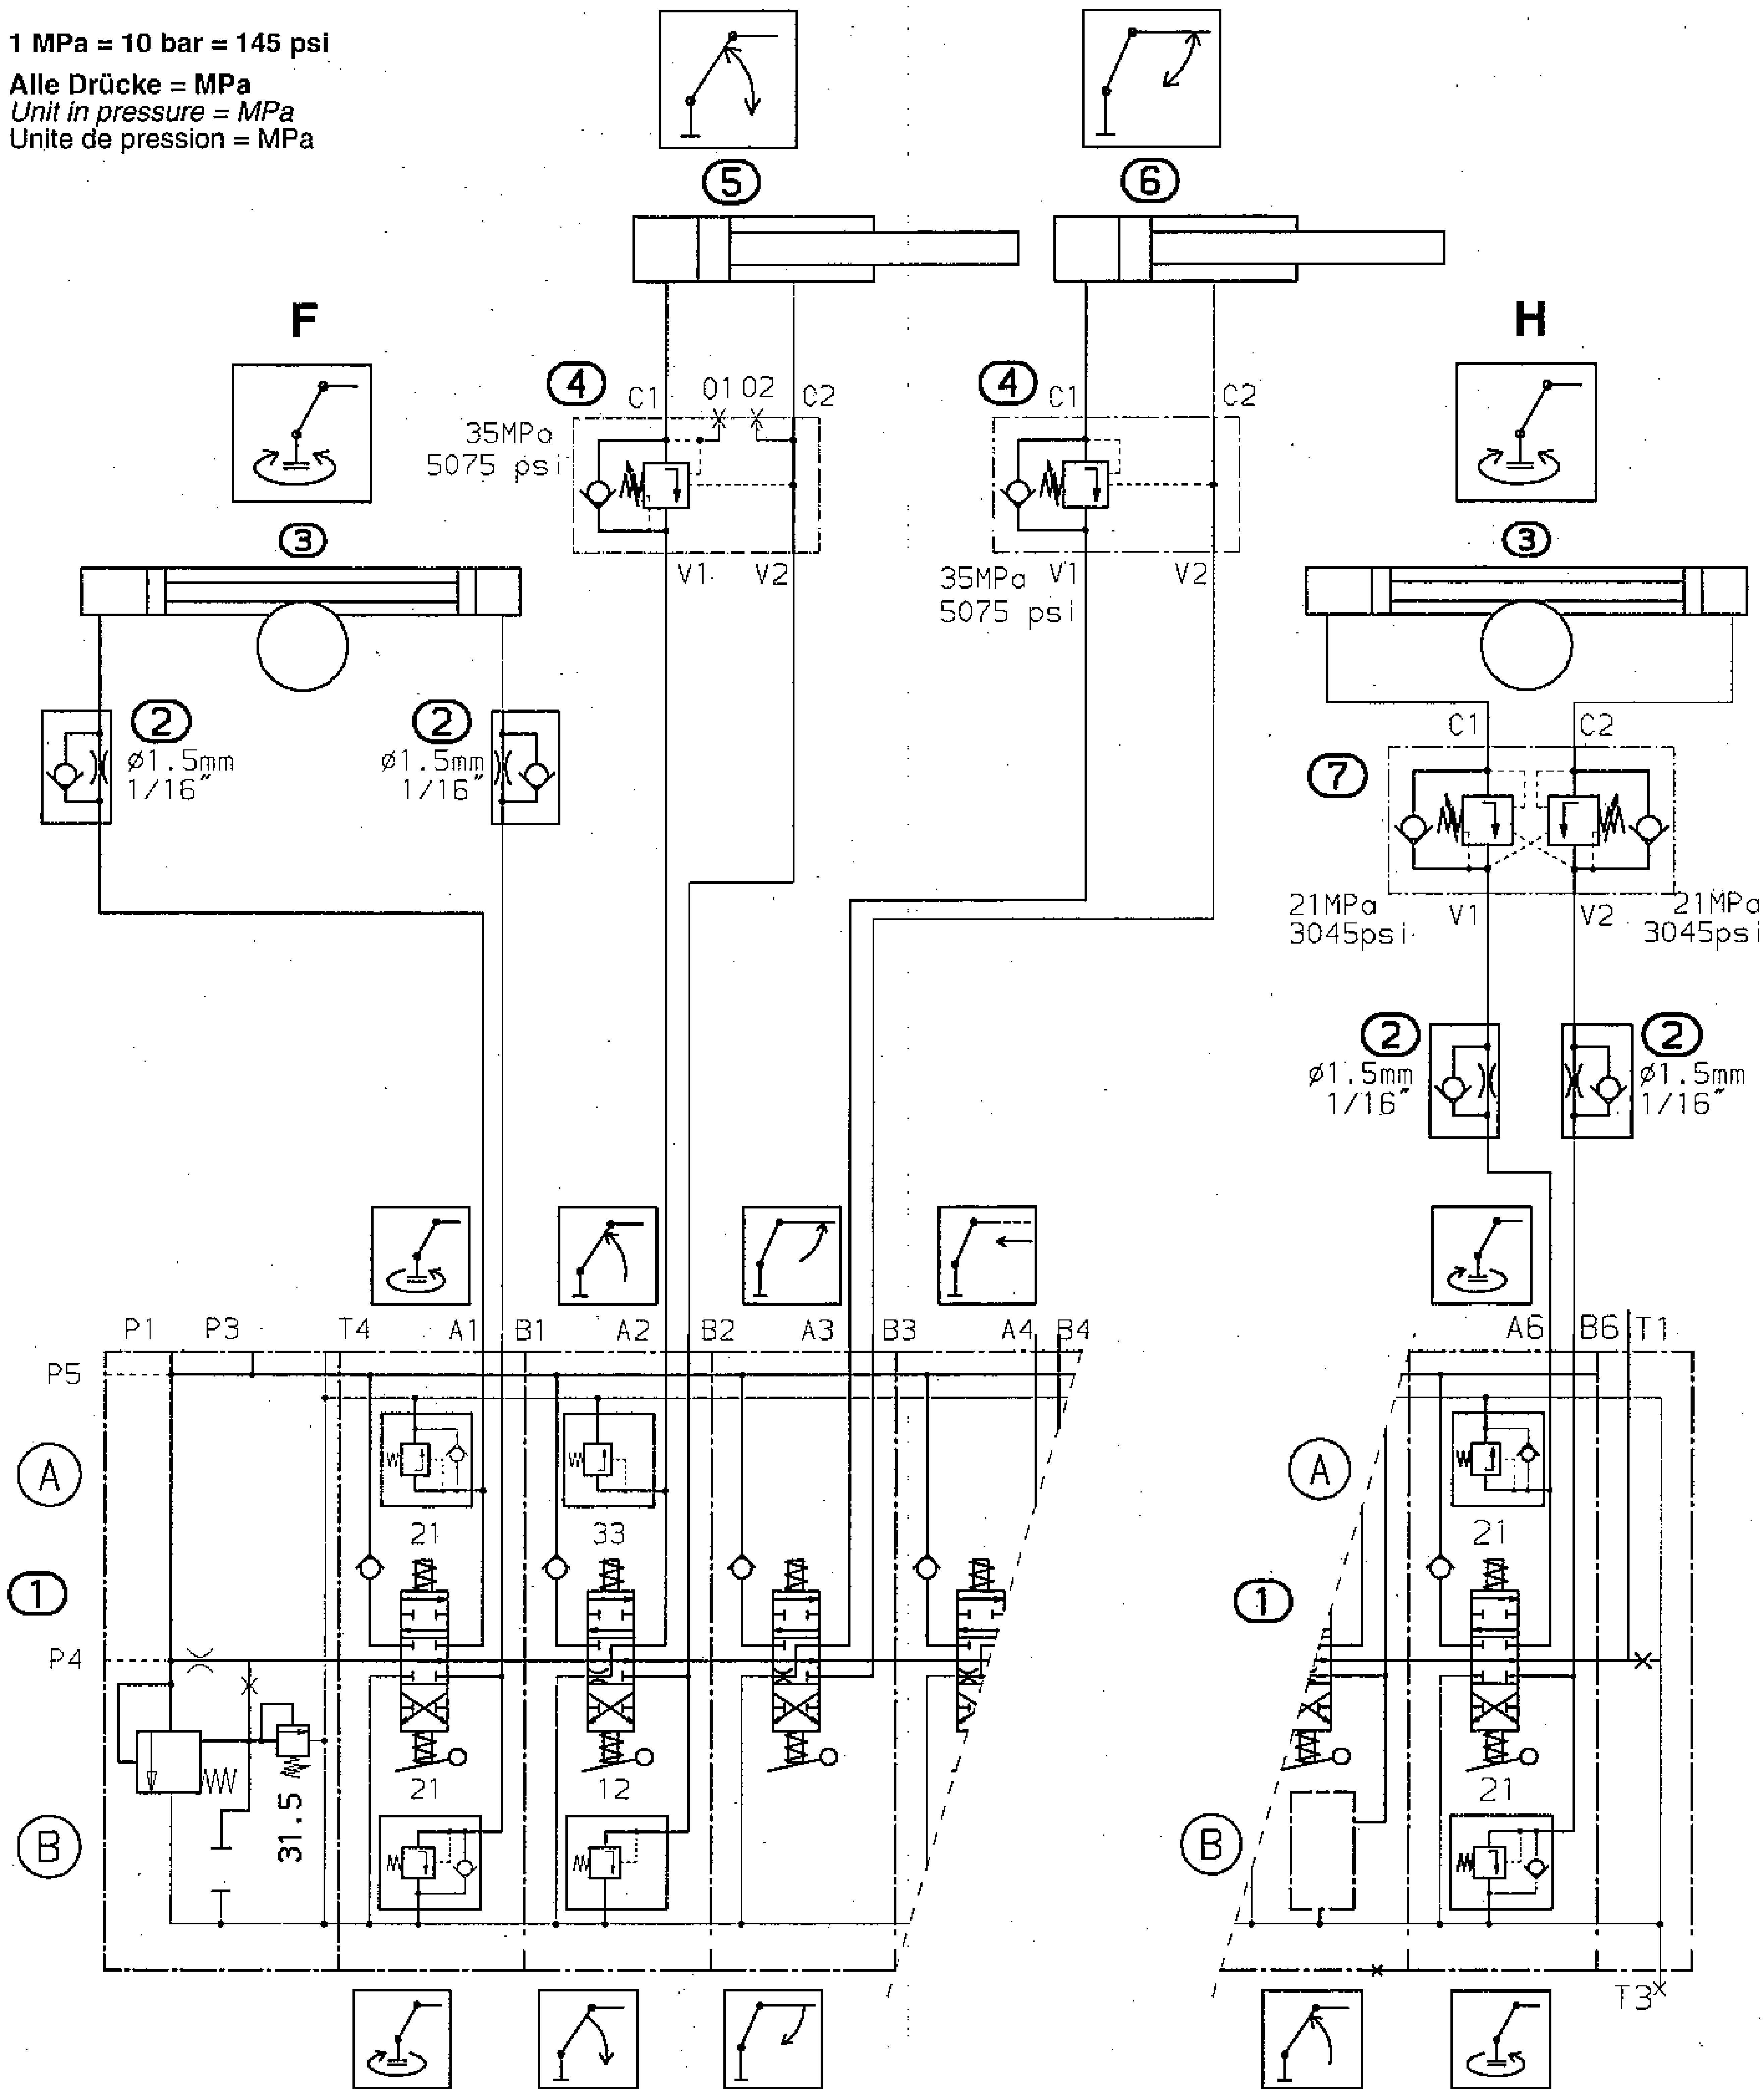 1 MPa = 10 bar = 145 psi
Alle Drücke = MPa
Unit in pressure = MPa
Unite de pression = MPa
5
6
F
H
4
C1
01
02
C2
35MPa
5075 psi
V1
V2
4
C1
C2
35MPa
5075 psi
V1
V2
3
3
2
ø1.5mm
1/16"
2
ø1.5mm
1/16"
C1
C2
7
21MPa
3045psi
V1
V2
21MPa
3045psi
2
ø1.5mm
1/16"
2
ø1.5mm
1/16"
P1
P3
T4
A1
B1
A2
B2
A3
B3
A4
B4
A6
B6
T1
P5
A
A
21
33
21
1
1
P4
21
12
21
31.5
B
B
T3